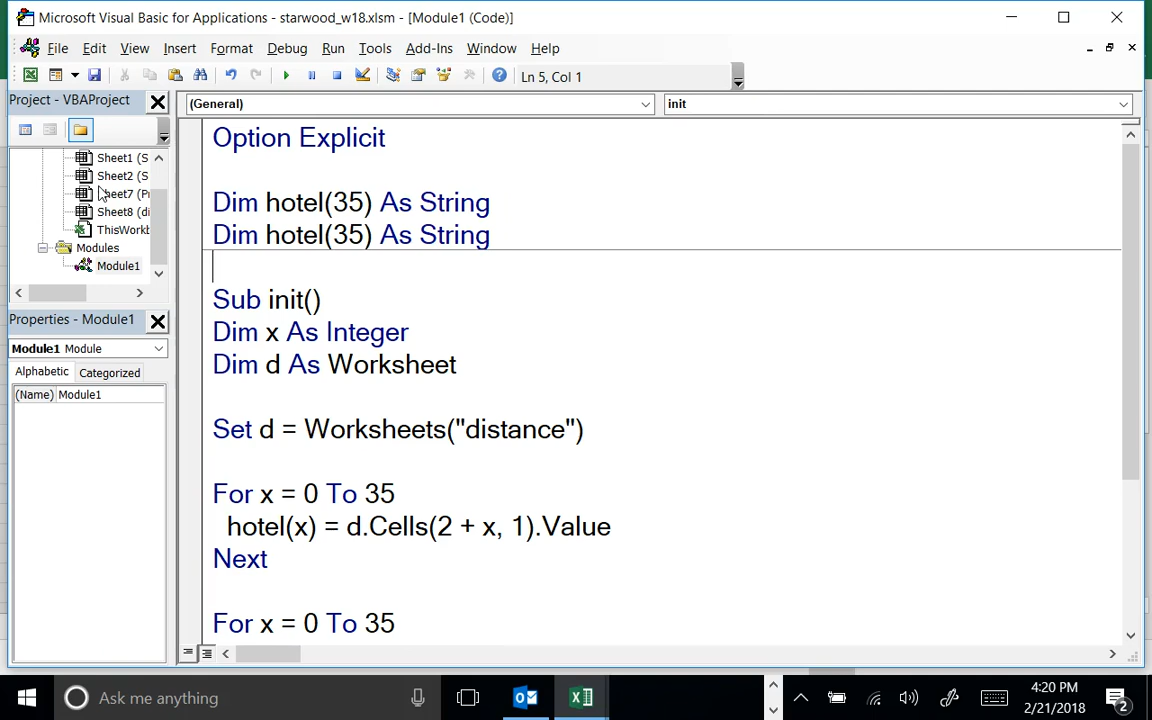 Microsoft Visual Basic for Applications - starwood_w18.xlsm - [Module1 (Code)]
File Edit View Insert Format Debug Run Tools Add-Ins Window Help
Ln 5, Col 1
Project - VBAProject
(General) init
Sheet1 (S
Sheet2 (S
heet7 (Pr
Sheet8 (di
ThisWorkb
Modules
Module1
Properties - Module1
Module1 Module
Alphabetic Categorized
(Name) Module1
Option Explicit
Dim hotel(35) As String
Dim hotel(35) As String
Sub init()
Dim x As Integer
Dim d As Worksheet
Set d = Worksheets("distance")
For x = 0 To 35
hotel(x) = d.Cells(2 + x, 1).Value
Next
For x = 0 To 35
Ask me anything
4:20 PM
2/21/2018
2